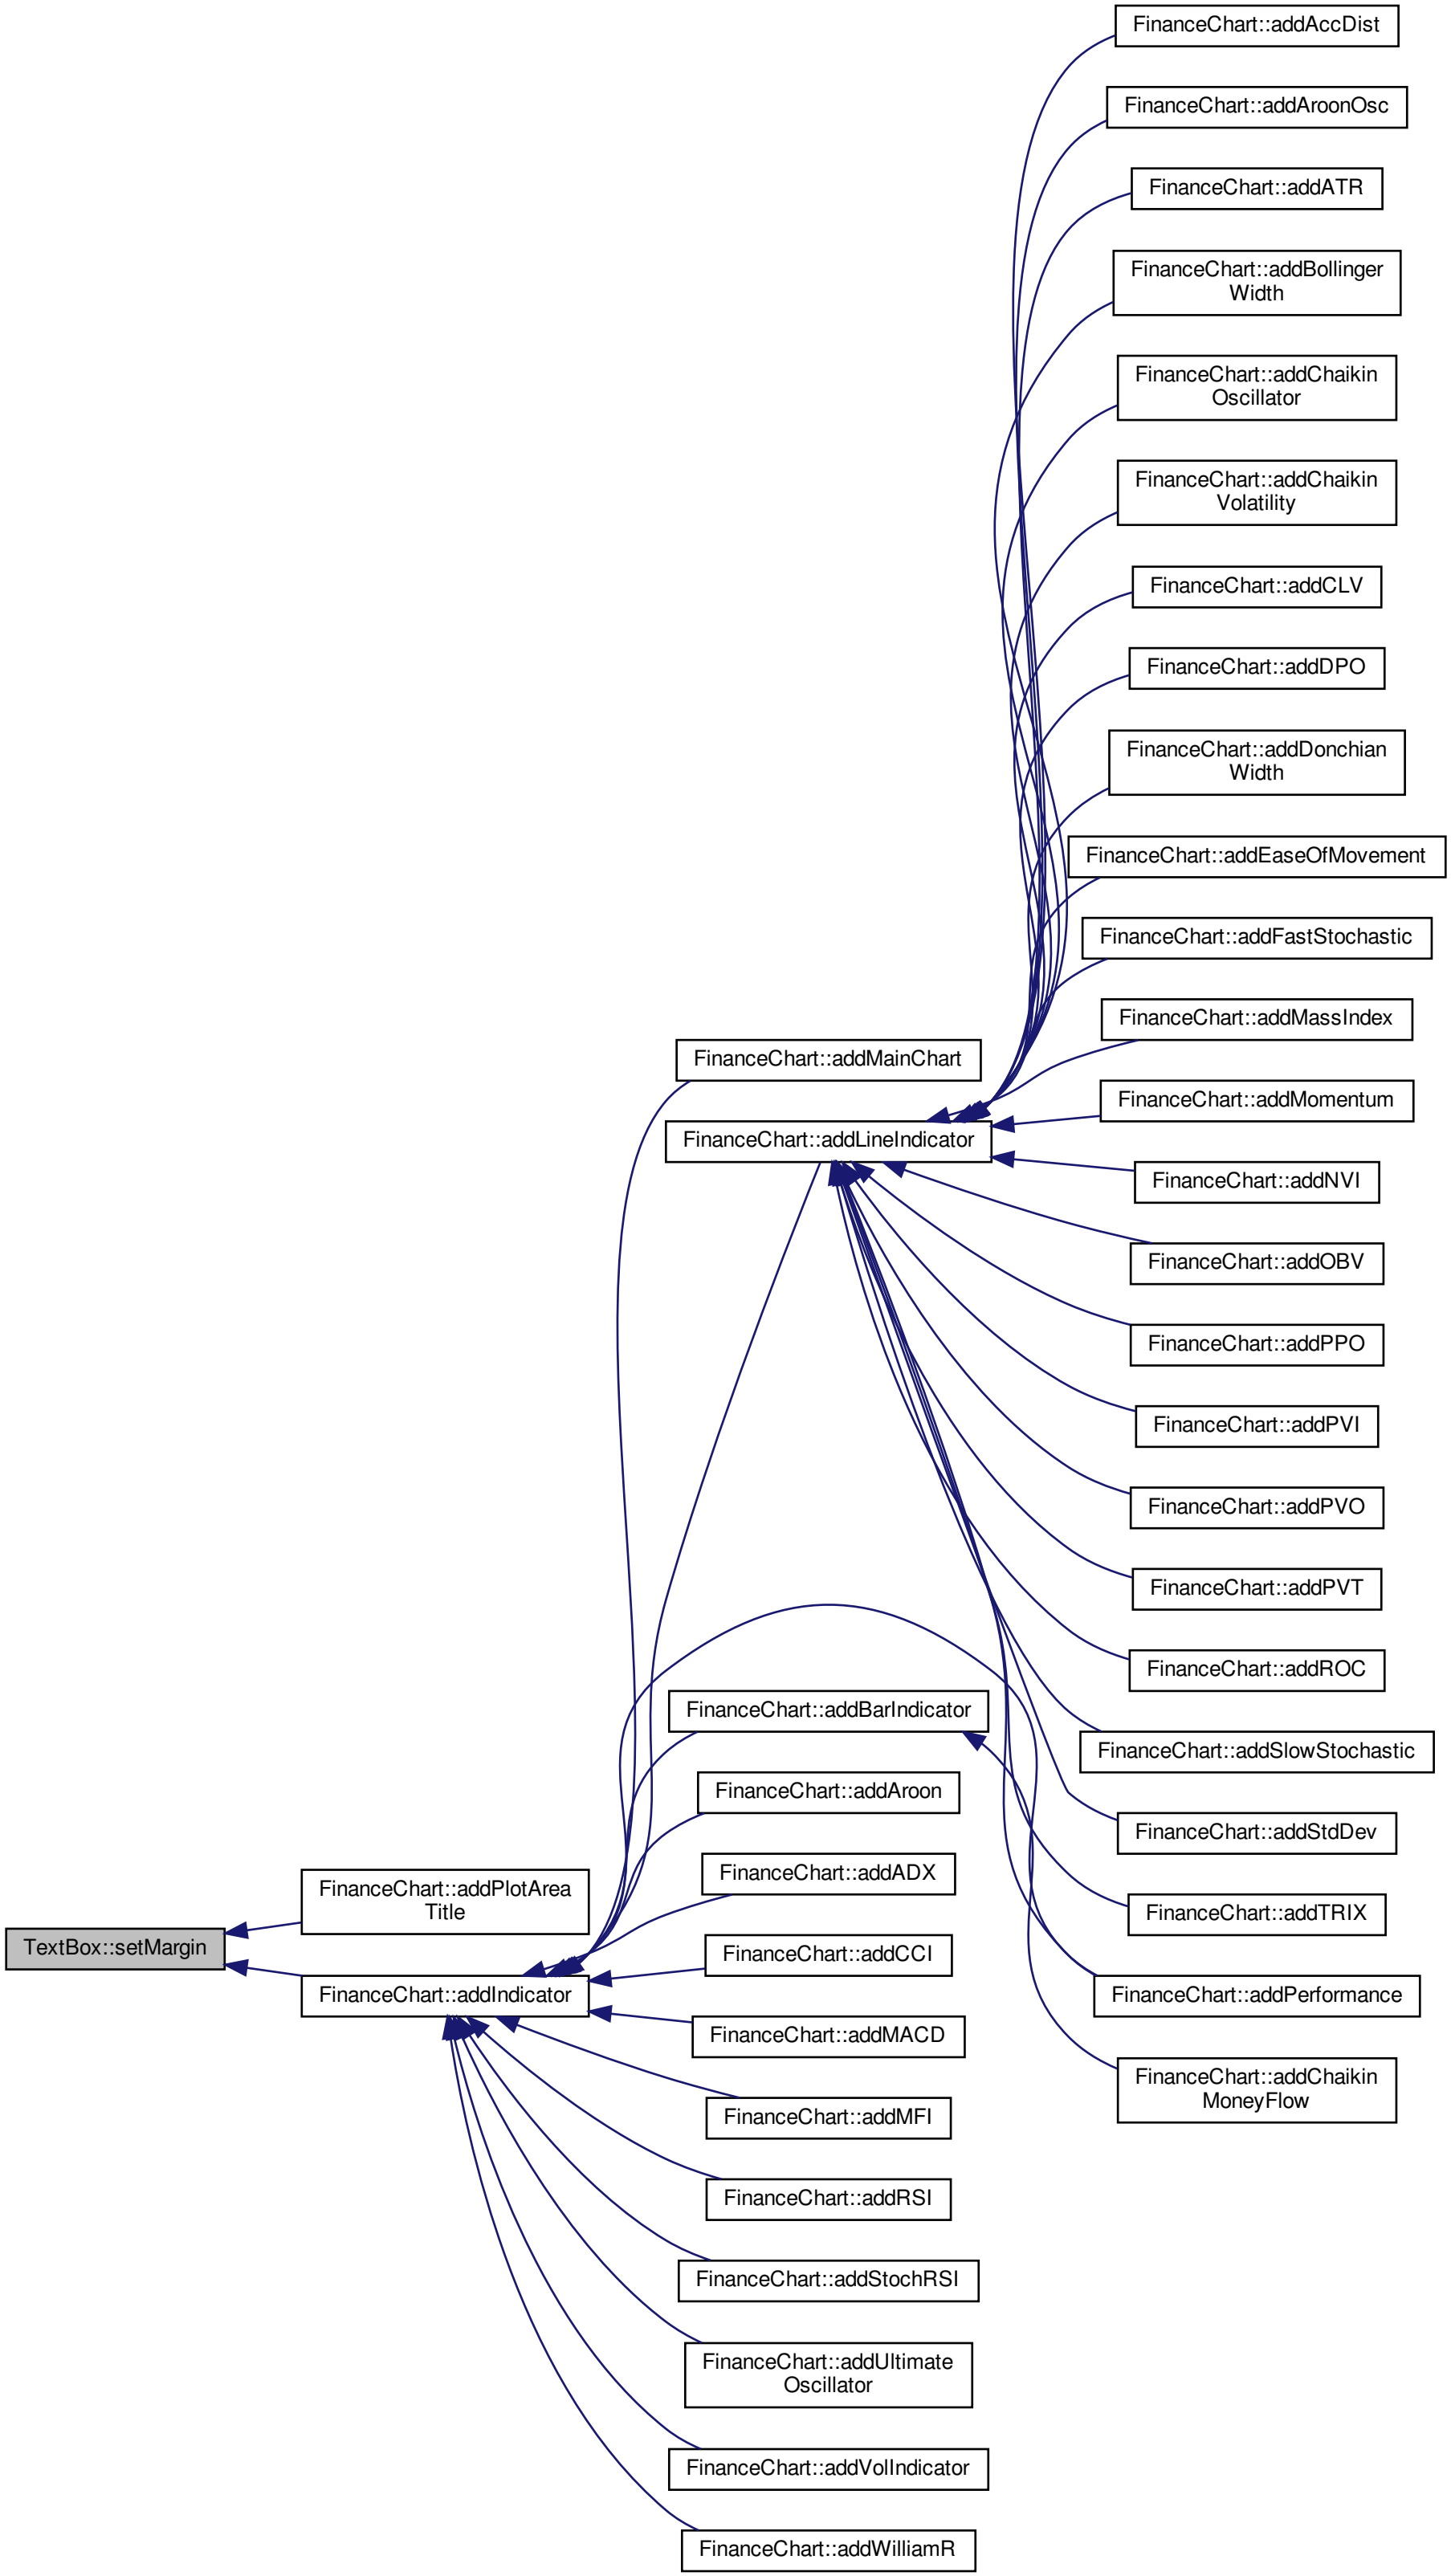 FinanceChart::addAccDist
FinanceChart::addAroonOsc
FinanceChart::addATR
FinanceChart::addBollinger
Width
FinanceChart::addChaikin
Oscillator
FinanceChart::addChaikin
Volatility
FinanceChart::addCLV
FinanceChart::addDPO
FinanceChart::addDonchian
Width
FinanceChart::addEaseOfMovement
FinanceChart::addFastStochastic
FinanceChart::addMassIndex
FinanceChart::addMainChart
FinanceChart::addMomentum
FinanceChart::addLineIndicator
FinanceChart::addNVI
FinanceChart::addOBV
FinanceChart::addPPO
FinanceChart::addPVI
FinanceChart::addPVO
FinanceChart::addPVT
FinanceChart::addROC
FinanceChart::addBarIndicator
FinanceChart::addSlowStochastic
FinanceChart::addAroon
FinanceChart::addStdDev
FinanceChart::addADX
FinanceChart::addPlotArea
Title
FinanceChart::addTRIX
TextBox::setMargin
FinanceChart::addCCI
FinanceChart::addIndicator
FinanceChart::addPerformance
FinanceChart::addMACD
FinanceChart::addChaikin
MoneyFlow
FinanceChart::addMFI
FinanceChart::addRSI
FinanceChart::addStochRSI
FinanceChart::addUltimate
Oscillator
FinanceChart::addVolIndicator
FinanceChart::addWilliamR